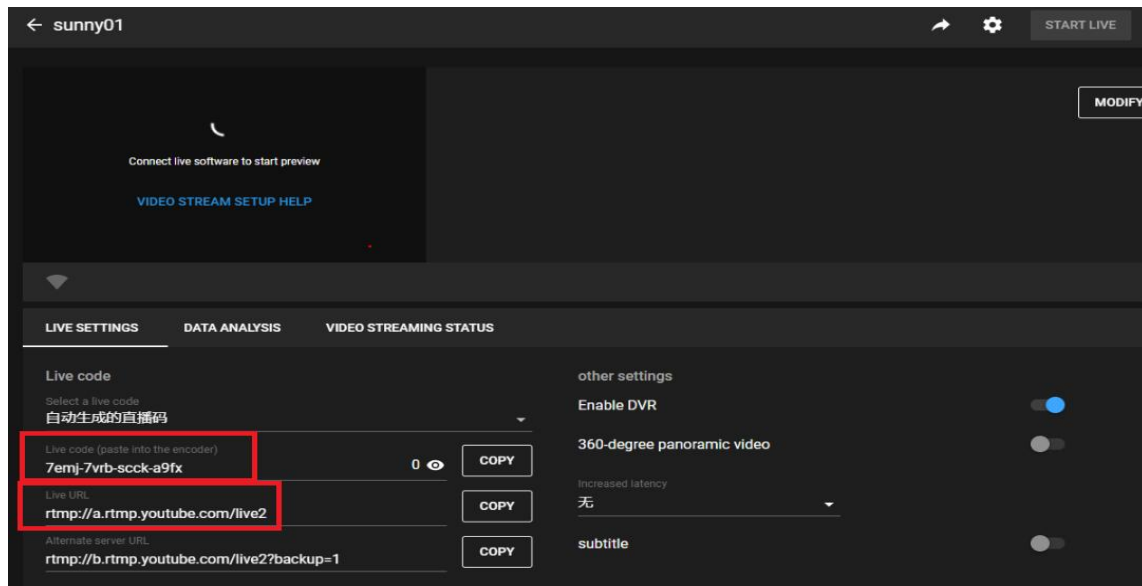 sunny01
START LIVE
MODIFY
Connect live software to start preview
VIDEO STREAM SETUP HELP
LIVE SETTINGS DATA ANALYSIS VIDEO STREAMING STATUS
Live code
Select a live code
自动生成的直播码
Live code (paste into the encoder)
7emj-7vrb-scck-a9fx 0 COPY
Live URL
rtmp://a.rtmp.youtube.com/live2 COPY
Alternate server URL
rtmp://b.rtmp.youtube.com/live2?backup=1 COPY
other settings
Enable DVR
360-degree panoramic video
Increased latency
无
subtitle